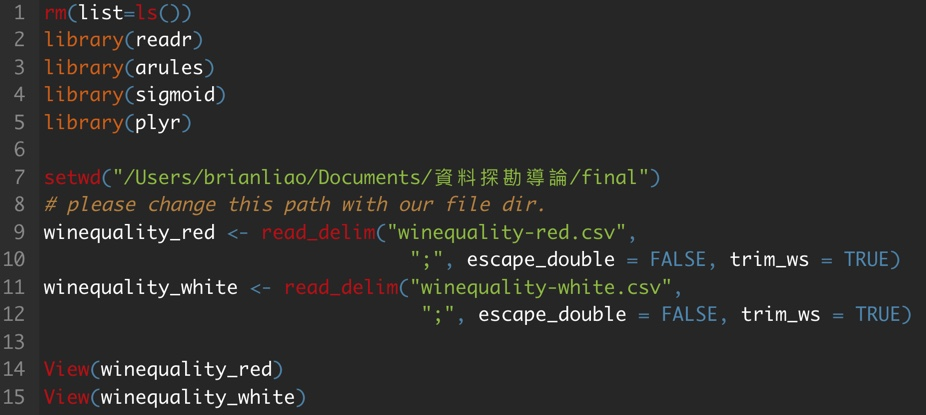 1 rm(list=ls())
2 library(readr)
3 library(arules)
4 library(sigmoid)
5 library(plyr)
6
7 setwd("/Users/brianliao/Documents/資料探勘導論/final")
8 # please change this path with our file dir.
9 winequality_red <- read_delim("winequality-red.csv",
10 ";", escape_double = FALSE, trim_ws = TRUE)
11 winequality_white <- read_delim("winequality-white.csv",
12 ";", escape_double = FALSE, trim_ws = TRUE)
13
14 View(winequality_red)
15 View(winequality_white)